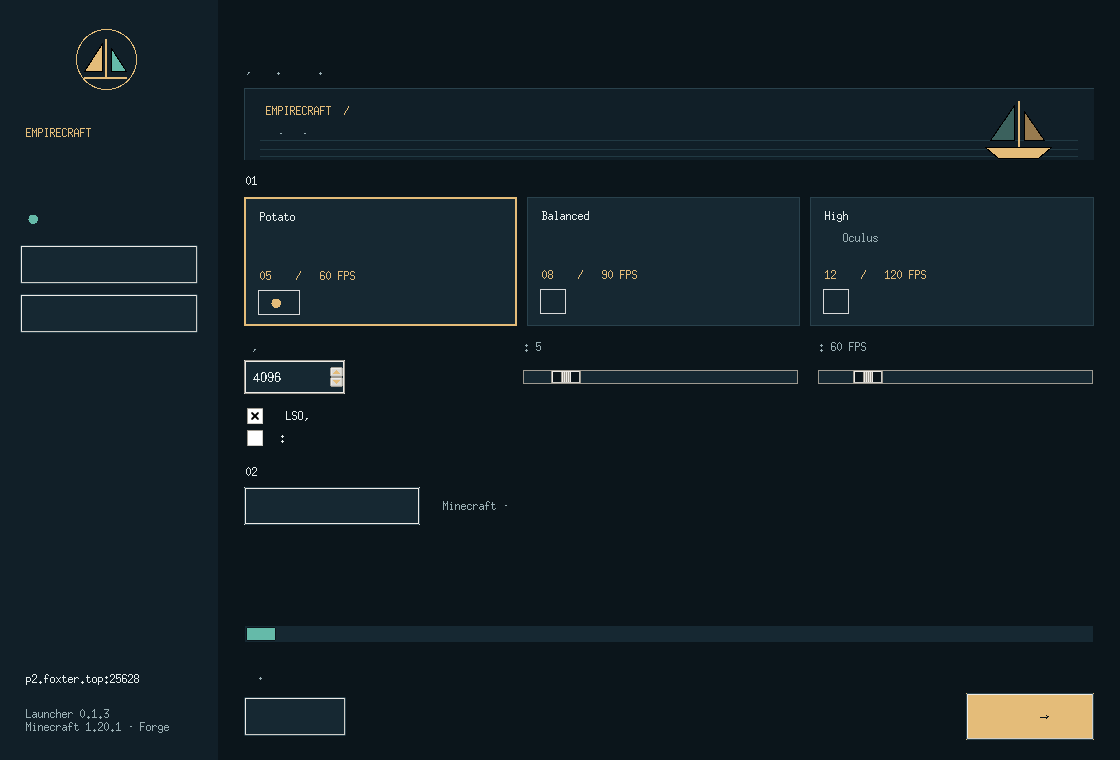 EMPIRECRAFT
, . .
EMPIRECRAFT /
· ·
01
Potato
05 / 60 FPS
Balanced
08 / 90 FPS
High
Oculus
12 / 120 FPS
,
4096
: 5
: 60 FPS
LSO,
:
02
Minecraft ·
.
→
p2.foxter.top:25628
Launcher 0.1.3
Minecraft 1.20.1 · Forge